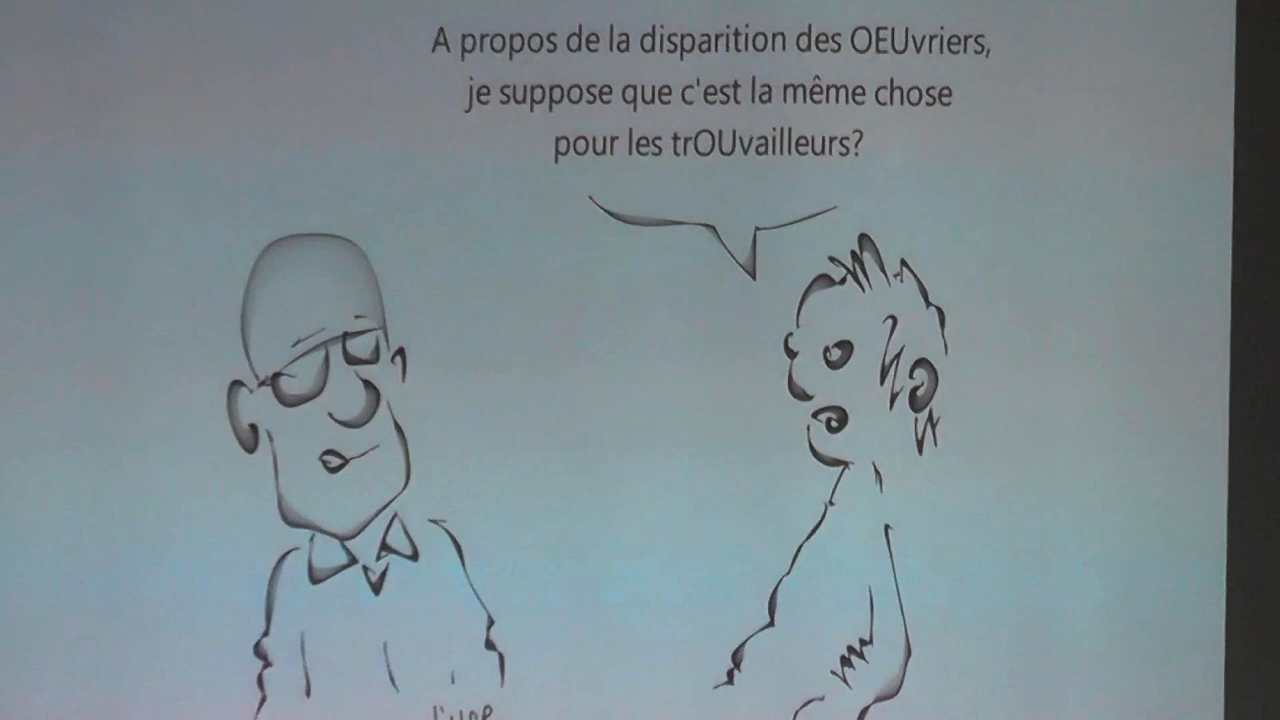 A propos de la disparition des OEUvriers,
je suppose que c'est la même chose
pour les trOUvailleurs?